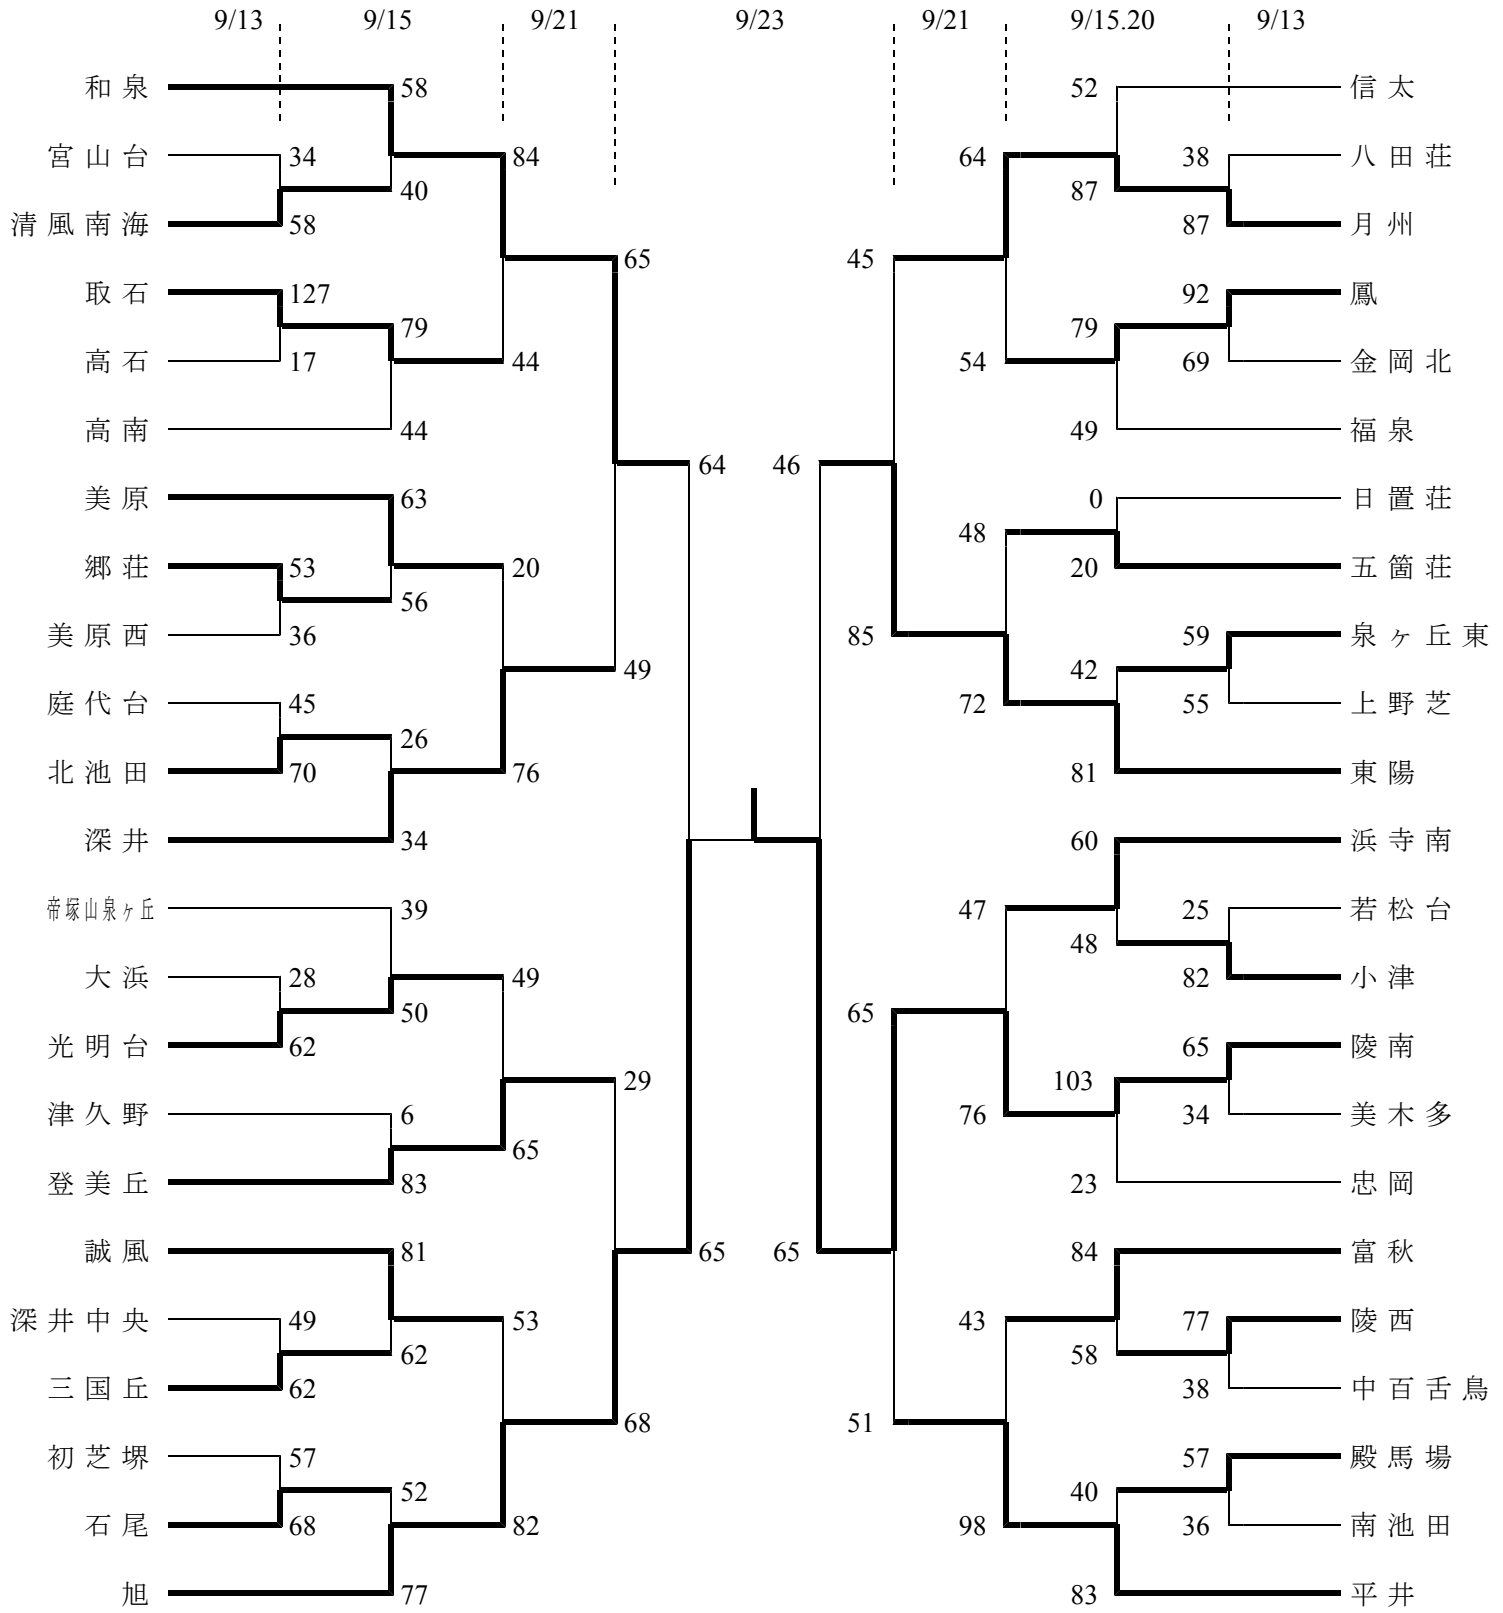 9/13 9/15 9/21 9/23 9/21 9/15.20 9/13
和泉 58 52 信太
宮山台 34 84 64 38 八田荘
40 87
清風南海 58 87 月州
65 45
取石 127 92 鳳
79 79
高石 17 44 54 69 金岡北
高南 44 49 福泉
64 46
美原 63 0 日置荘
48
郷荘 53 20 20 五箇荘
56
美原西 36 85 59 泉ヶ丘東
49 42
庭代台 45 72 55 上野芝
26
北池田 70 76 81 東陽
深井 34 60 浜寺南
帝塚山泉ヶ丘 39 47 25 若松台
48
大浜 28 49 82 小津
50 65
光明台 62 65 陵南
29 103
津久野 6 76 34 美木多
65
登美丘 83 23 忠岡
誠風 81 65 65 84 富秋
深井中央 49 53 43 77 陵西
62 58
三国丘 62 38 中百舌鳥
68 51
初芝堺 57 57 殿馬場
52 40
石尾 68 82 98 36 南池田
旭 77 83 平井